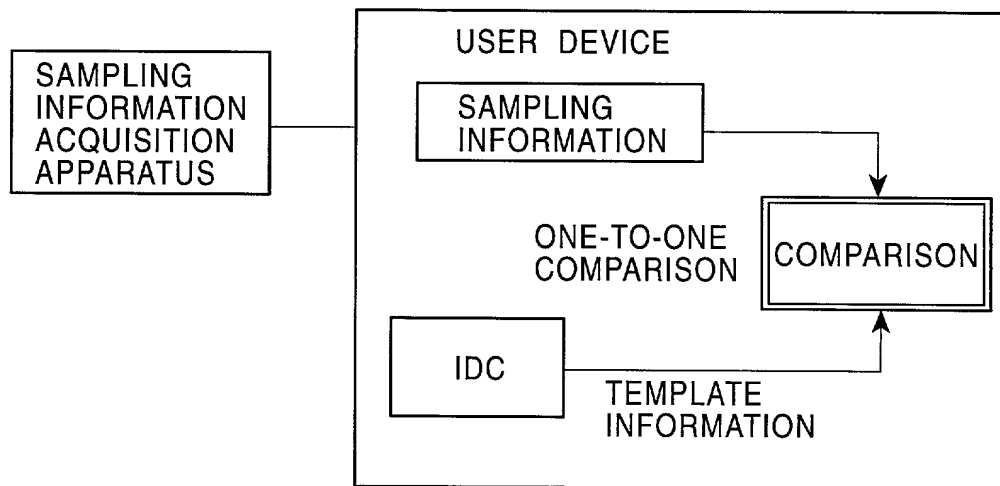 SAMPLING
INFORMATION
ACQUISITION
APPARATUS
USER DEVICE
SAMPLING
INFORMATION
ONE-TO-ONE
COMPARISON
COMPARISON
IDC
TEMPLATE
INFORMATION